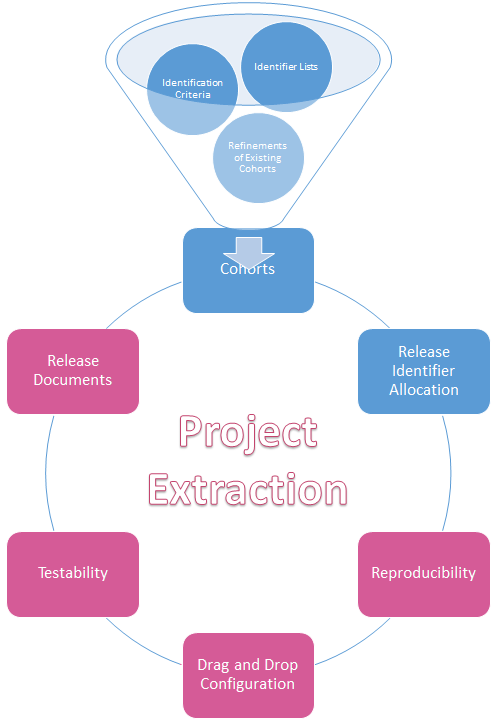 Identifier Lists
Identification
Criteria
Refinements
of Existing
Cohorts
Cohorts
Release
Identifier
Allocation
Release
Documents
Project
Extraction
Testability
Reproducibility
Drag and Drop
Configuration